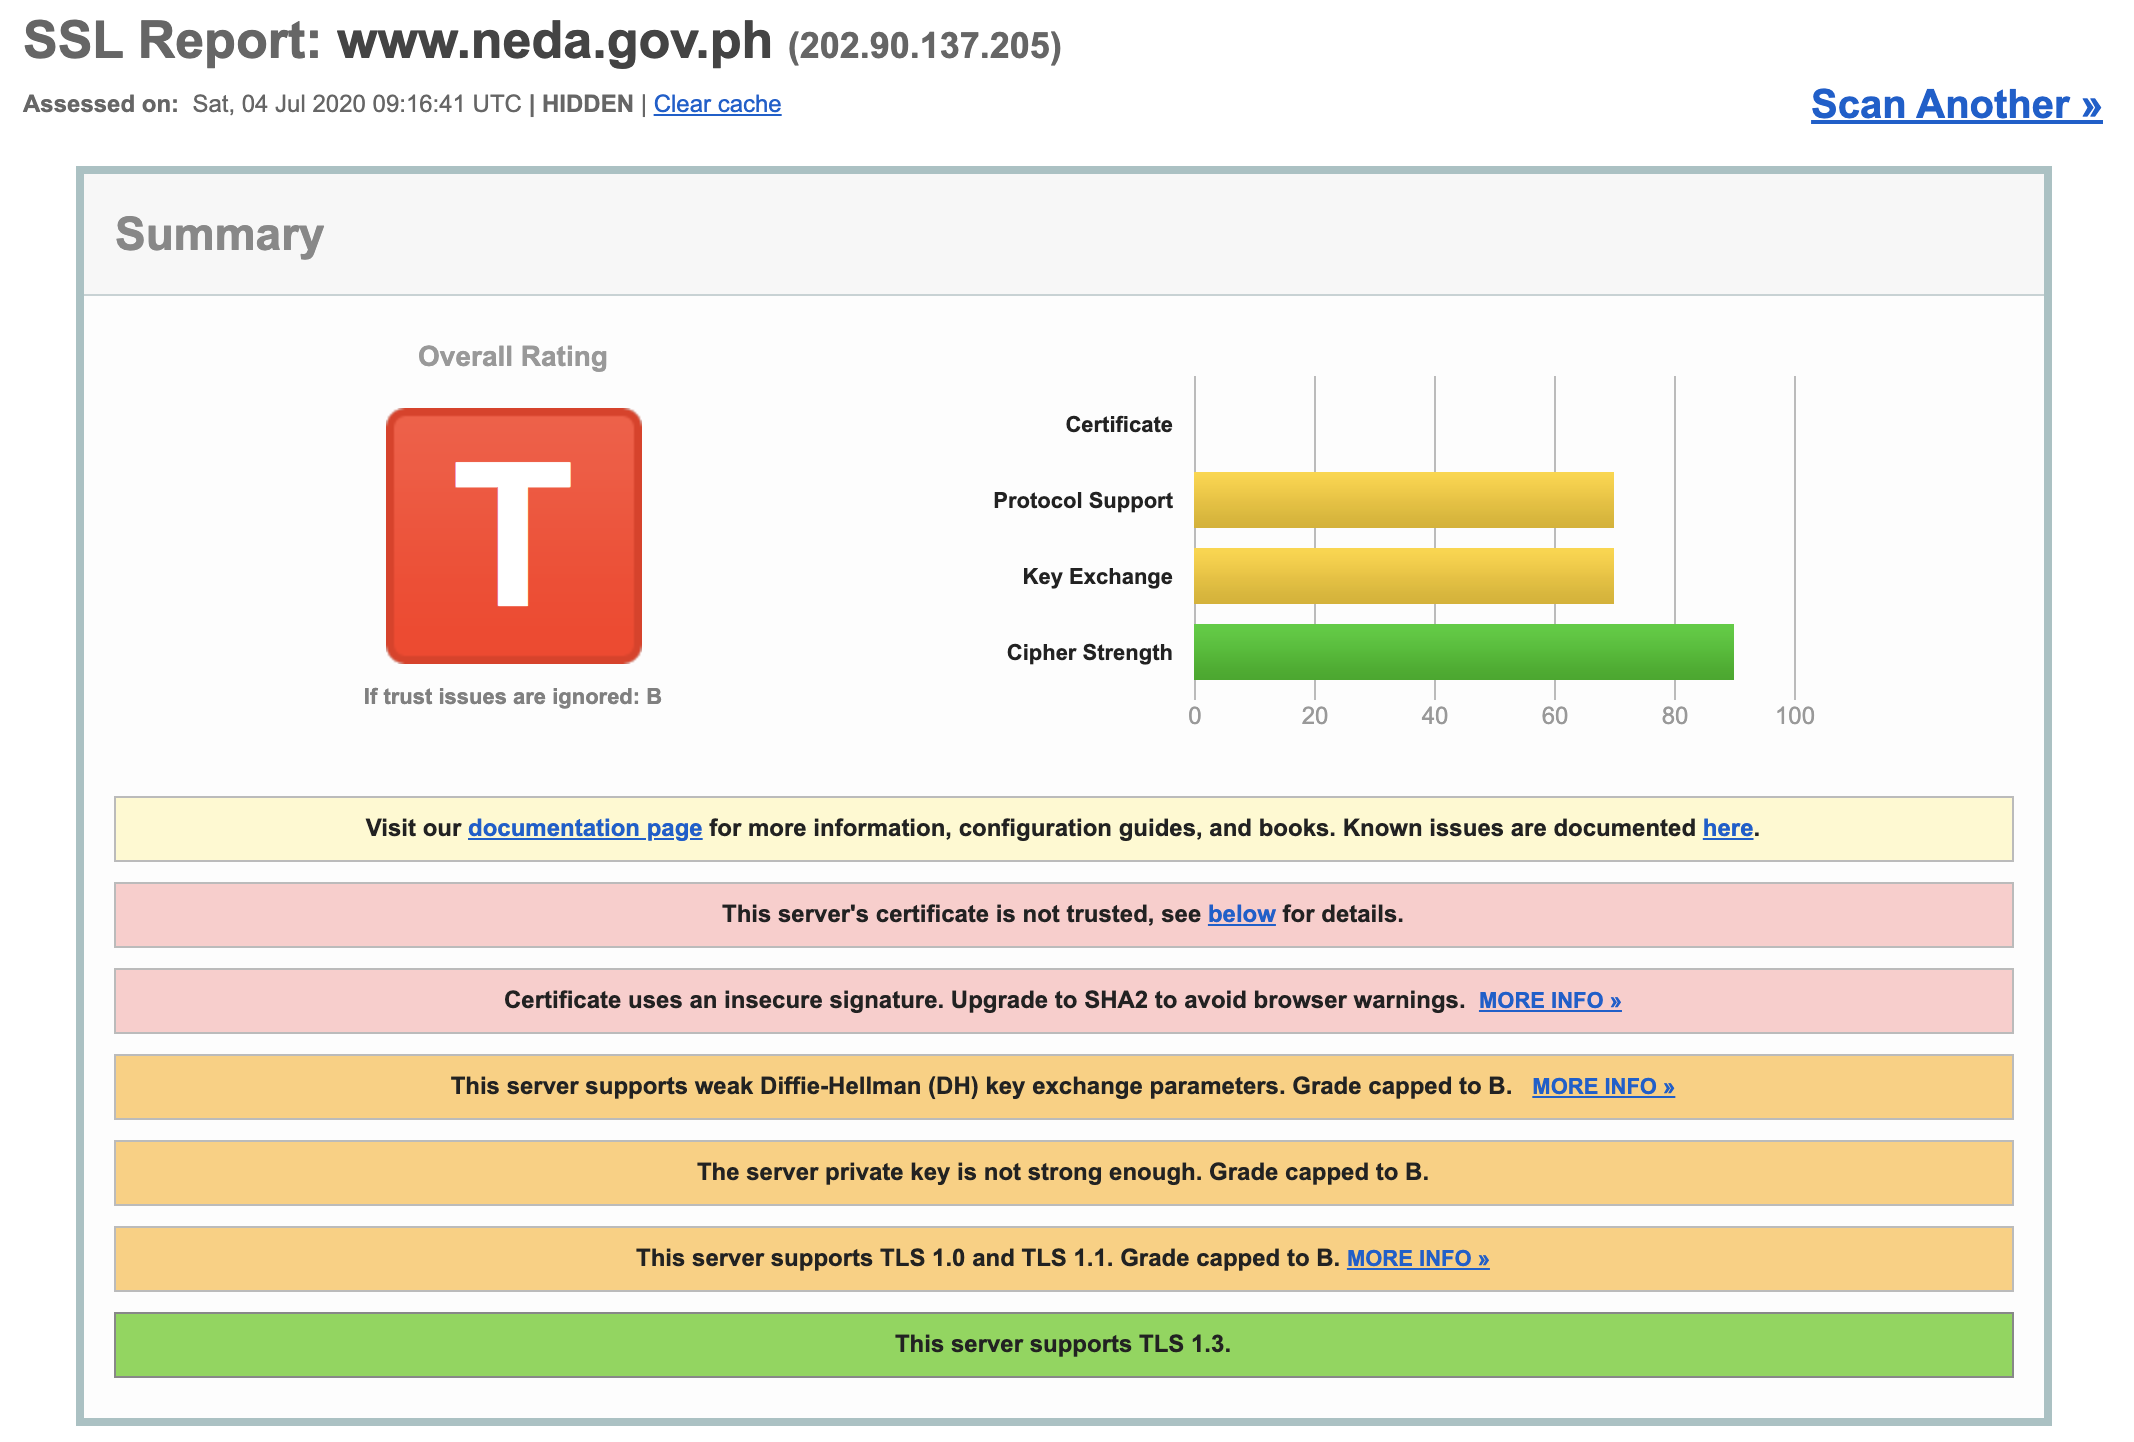 SSL Report: www.neda.gov.ph (202.90.137.205)
Assessed on: Sat, 04 Jul 2020 09:16:41 UTC | HIDDEN | Clear cache
Scan Another »
Summary
Overall Rating
T
If trust issues are ignored: B
Certificate
Protocol Support
Key Exchange
Cipher Strength
0 20 40 60 80 100
Visit our documentation page for more information, configuration guides, and books. Known issues are documented here.
This server's certificate is not trusted, see below for details.
Certificate uses an insecure signature. Upgrade to SHA2 to avoid browser warnings. MORE INFO »
This server supports weak Diffie-Hellman (DH) key exchange parameters. Grade capped to B. MORE INFO »
The server private key is not strong enough. Grade capped to B.
This server supports TLS 1.0 and TLS 1.1. Grade capped to B. MORE INFO »
This server supports TLS 1.3.